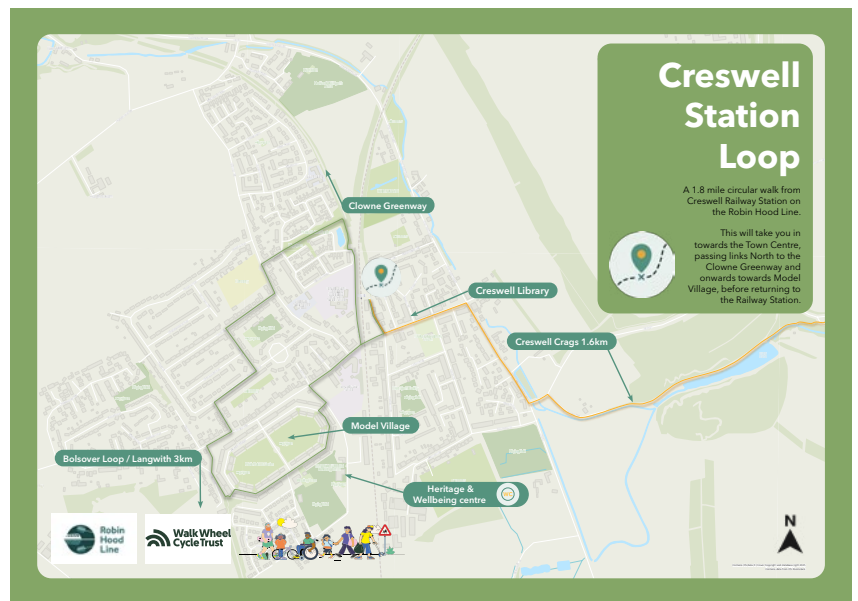 Creswell
Station
Loop
A 1.8 mile circular walk from
Creswell Railway Station on
the Robin Hood Line.
This will take you in
towards the Town Centre,
passing links North to the
Clowne Greenway and
onwards towards Model
Village, before returning to
the Railway Station.
Clowne Greenway
Creswell Library
Creswell Crags 1.6km
Model Village
Bolsover Loop / Langwith 3km
Heritage &
Wellbeing centre
WC
Robin
Hood
Line
Walk Wheel
Cycle Trust
N